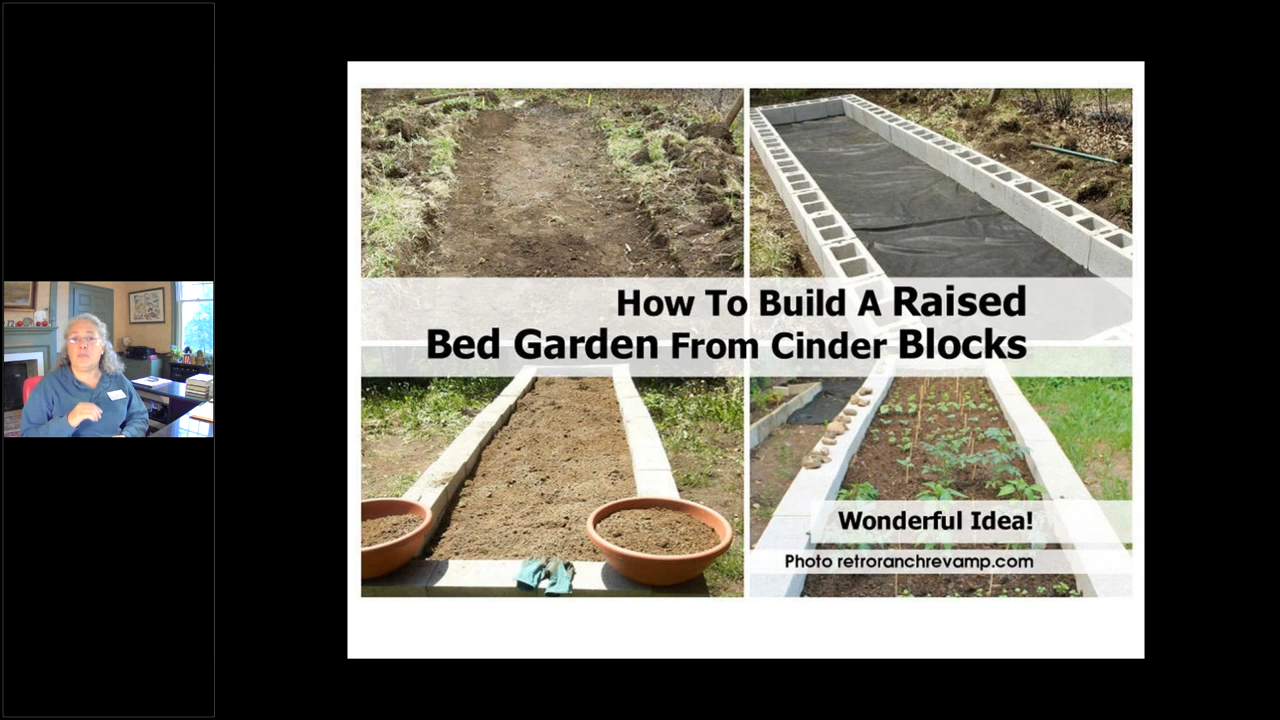 How To Build A Raised
Bed Garden From Cinder Blocks
Wonderful Idea!
Photo retroranchrevamp.com